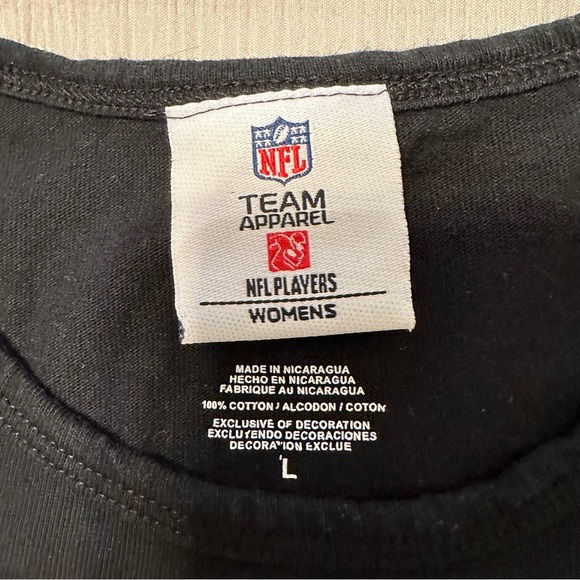 NFL
TEAM
APPAREL
NFL PLAYERS
WOMENS
MADE IN NICARAGUA
HECHO EN NICARAGUA
FABRIQUE AU NICARAGUA
100% COTTON / ALGODON / COTON
EXCLUSIVE OF DECORATION
EXCLUYENDO DECORACIONES
DECORATION EXCLUE
L